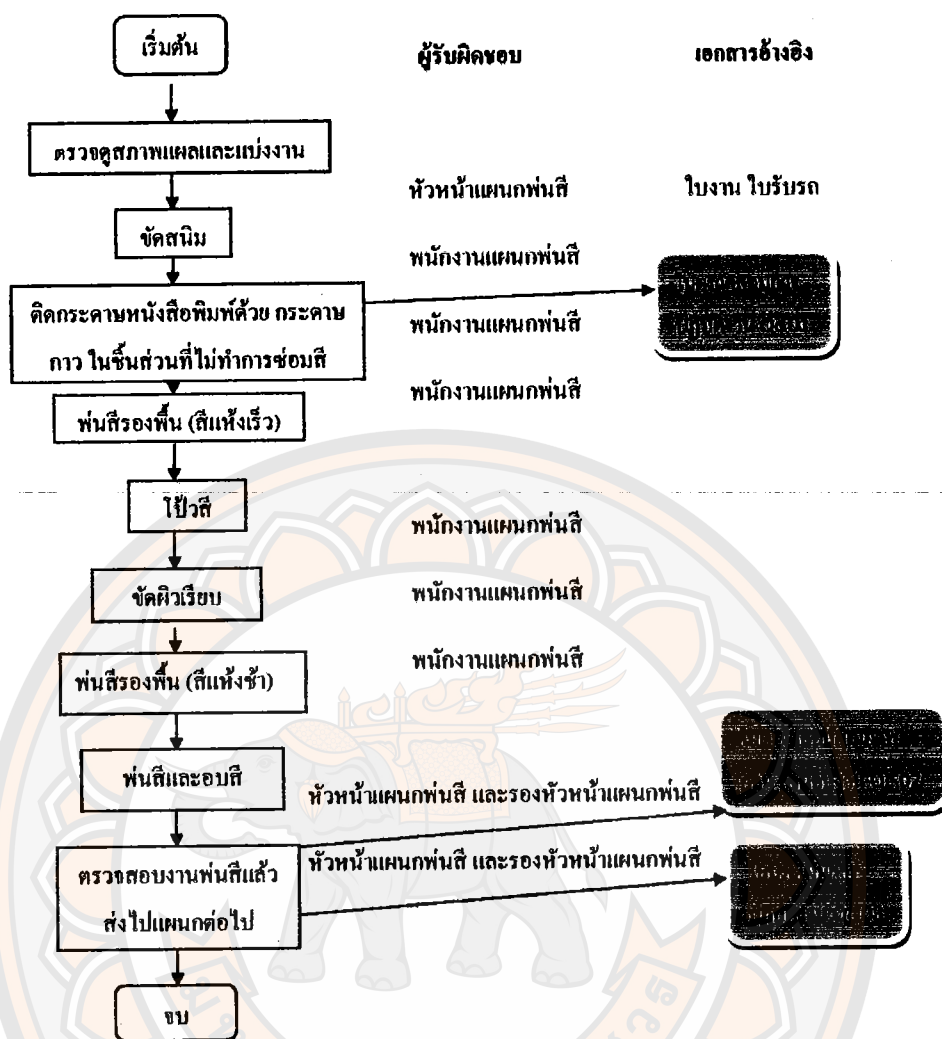 เริ่มต้น
ผู้รับผิดชอบ
เอกสารอ้างอิง
ตรวจดูสภาพแผลและแบ่งงาน
หัวหน้าแผนกพ่นสี
ใบงาน ใบรับรถ
ขัดสนิม
พนักงานแผนกพ่นสี
ติดกระดาษหนังสือพิมพ์ด้วย กระดาษ
กาว ในชิ้นส่วนที่ไม่ทำการซ่อมสี
พนักงานแผนกพ่นสี
พนักงานแผนกพ่นสี
พ่นสีรองพื้น (สีแห้งเร็ว)
โป้วสี
พนักงานแผนกพ่นสี
ขัดผิวเรียบ
พนักงานแผนกพ่นสี
พนักงานแผนกพ่นสี
พ่นสีรองพื้น (สีแห้งช้า)
พ่นสีและอบสี
หัวหน้าแผนกพ่นสี และรองหัวหน้าแผนกพ่นสี
ตรวจสอบงานพ่นสีแล้ว
ส่งไปแผนกต่อไป
หัวหน้าแผนกพ่นสี และรองหัวหน้าแผนกพ่นสี
จบ